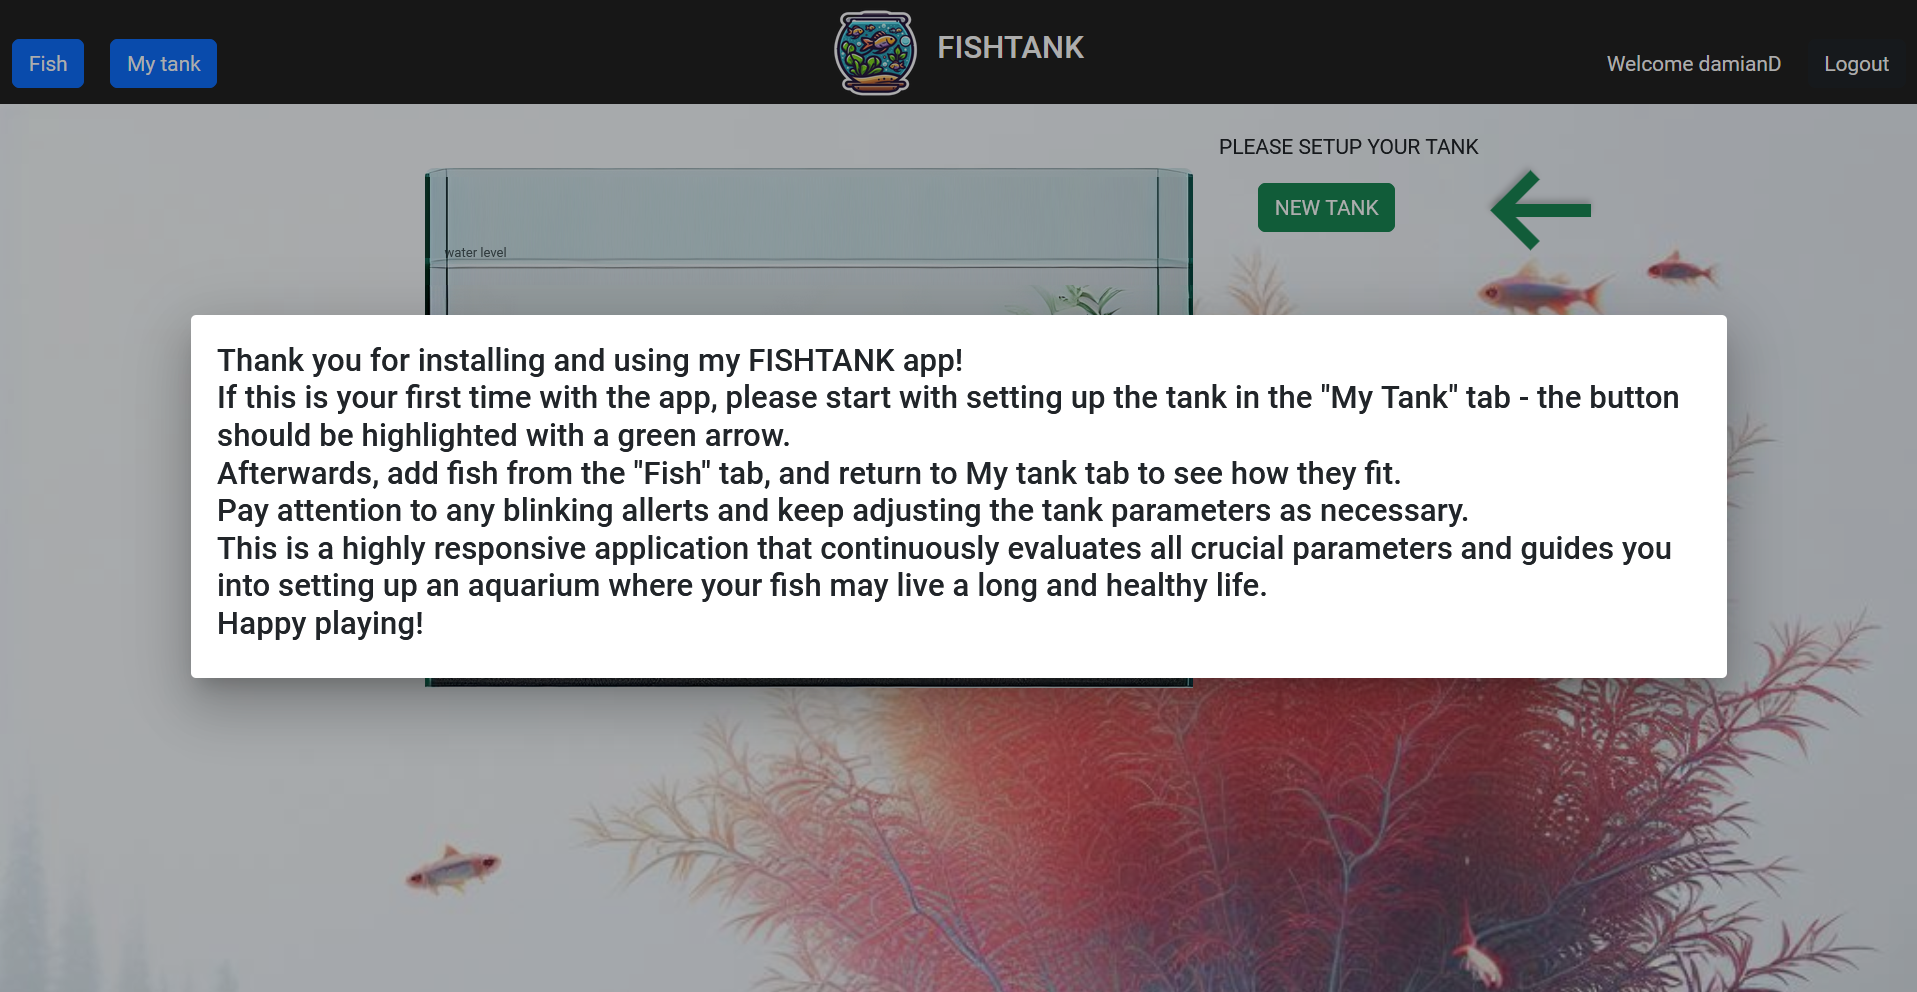 Fish
My tank
FISHTANK
Welcome damianD
Logout
PLEASE SETUP YOUR TANK
NEW TANK
water level
Thank you for installing and using my FISHTANK app!
If this is your first time with the app, please start with setting up the tank in the "My Tank" tab - the button
should be highlighted with a green arrow.
Afterwards, add fish from the "Fish" tab, and return to My tank tab to see how they fit.
Pay attention to any blinking allerts and keep adjusting the tank parameters as necessary.
This is a highly responsive application that continuously evaluates all crucial parameters and guides you
into setting up an aquarium where your fish may live a long and healthy life.
Happy playing!